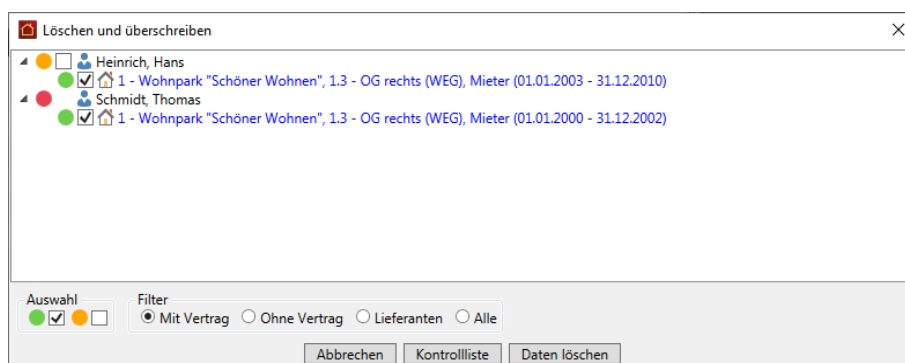 Löschen und überschreiben
Heinrich, Hans
1 - Wohnpark "Schöner Wohnen", 1.3 - OG rechts (WEG), Mieter (01.01.2003 - 31.12.2010)
Schmidt, Thomas
1 - Wohnpark "Schöner Wohnen", 1.3 - OG rechts (WEG), Mieter (01.01.2000 - 31.12.2002)
Auswahl Filter
Mit Vertrag Ohne Vertrag Lieferanten Alle
Abbrechen Kontrollliste Daten löschen